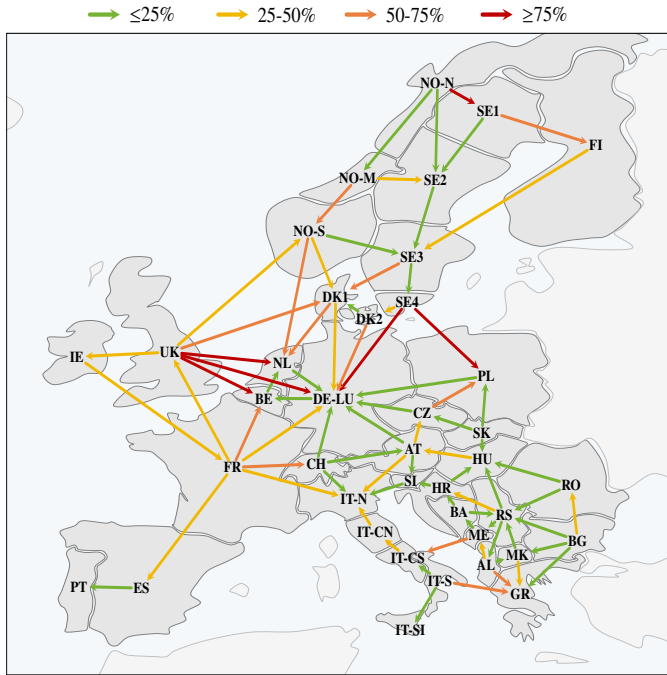 ≤25% 25-50% 50-75% ≥75%
NO-N
SE1
FI
NO-M SE2
NO-S
SE3
DK1 SE4
DK2
IE UK
NL PL
BE DE-LU
CZ
SK
AT
FR CH HU
SI HR RO
IT-N
BA RS
IT-CN ME BG
IT-CS MK
AL
IT-S
PT ES GR
IT-SI